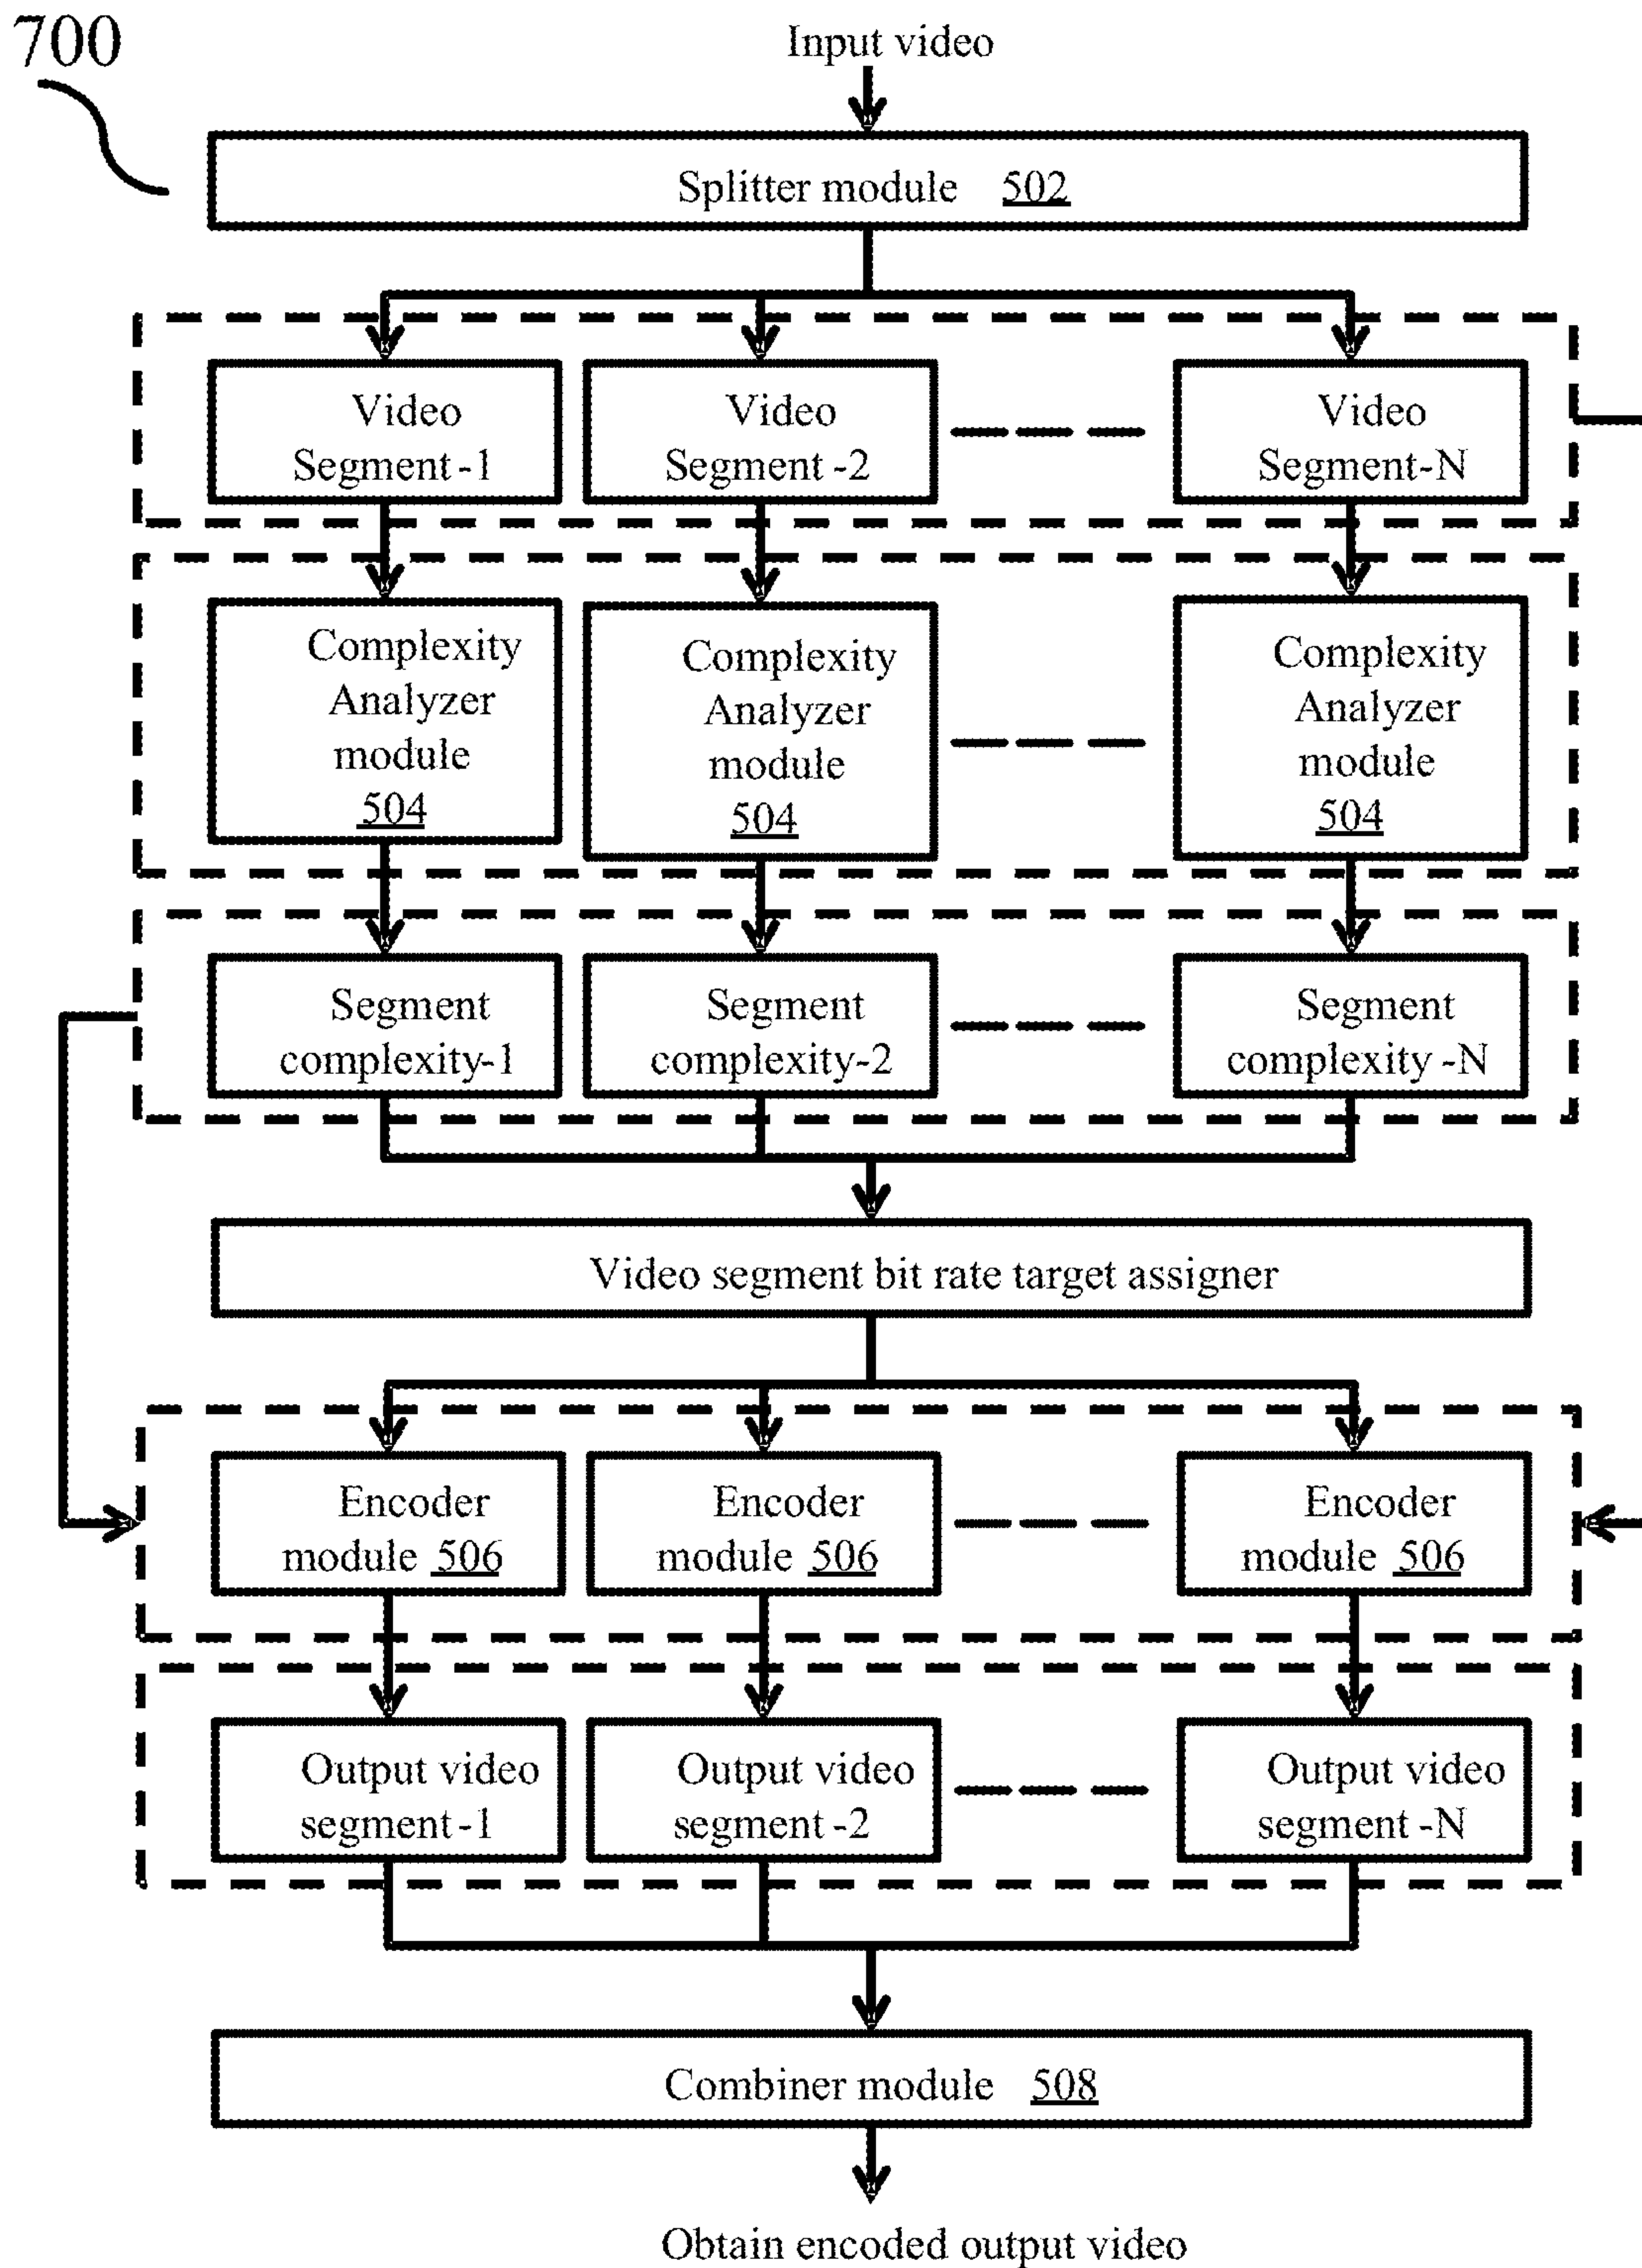 700
Input video
Splitter module 502
Video
Segment-1
Video
Segment-2
Video
Segment-N
Complexity
Analyzer
module
504
Complexity
Analyzer
module
504
Complexity
Analyzer
module
504
Segment
complexity-1
Segment
complexity-2
Segment
complexity-N
Video segment bit rate target assigner
Encoder
module 506
Encoder
module 506
Encoder
module 506
Output video
segment-1
Output video
segment-2
Output video
segment-N
Combiner module 508
Obtain encoded output video